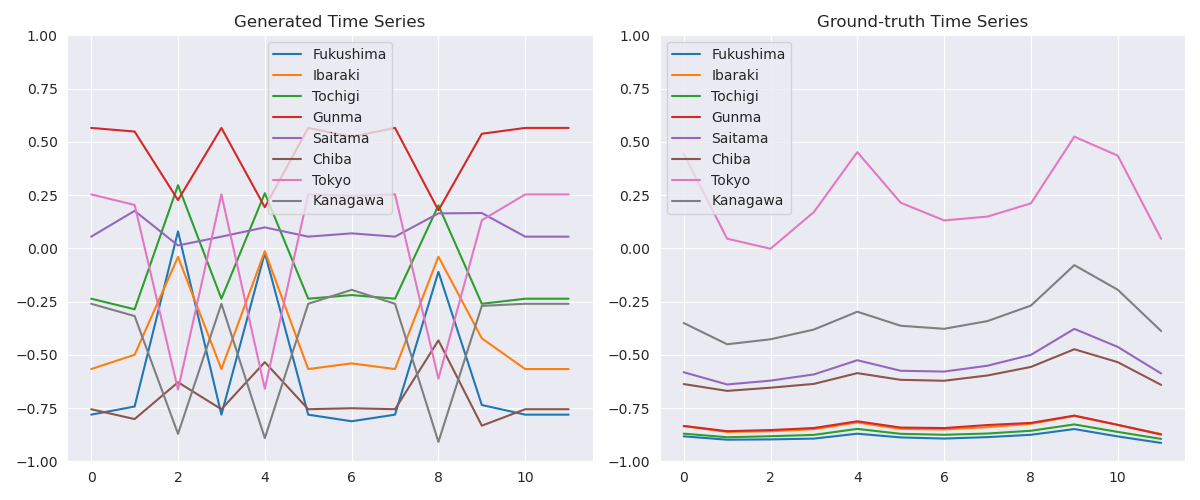 Generated Time Series
1.00
0.75
0.50
0.25
0.00
−0.25
−0.50
−0.75
−1.00
0
2
4
6
8
10
Fukushima
Ibaraki
Tochigi
Gunma
Saitama
Chiba
Tokyo
Kanagawa
Ground-truth Time Series
1.00
0.75
0.50
0.25
0.00
−0.25
−0.50
−0.75
−1.00
0
2
4
6
8
10
Fukushima
Ibaraki
Tochigi
Gunma
Saitama
Chiba
Tokyo
Kanagawa